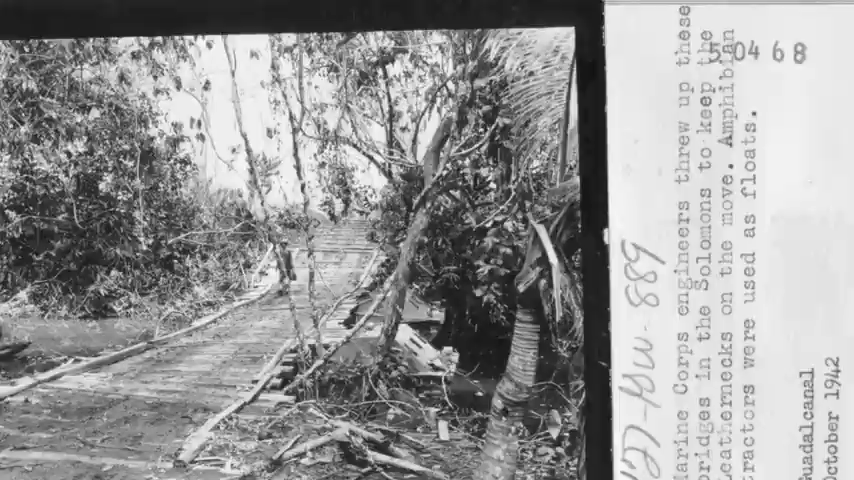 50468
127-GW-889
Marine Corps engineers threw up these
bridges in the Solomons to keep the
Leathernecks on the move. Amphibian
tractors were used as floats.
Guadalcanal
October 1942